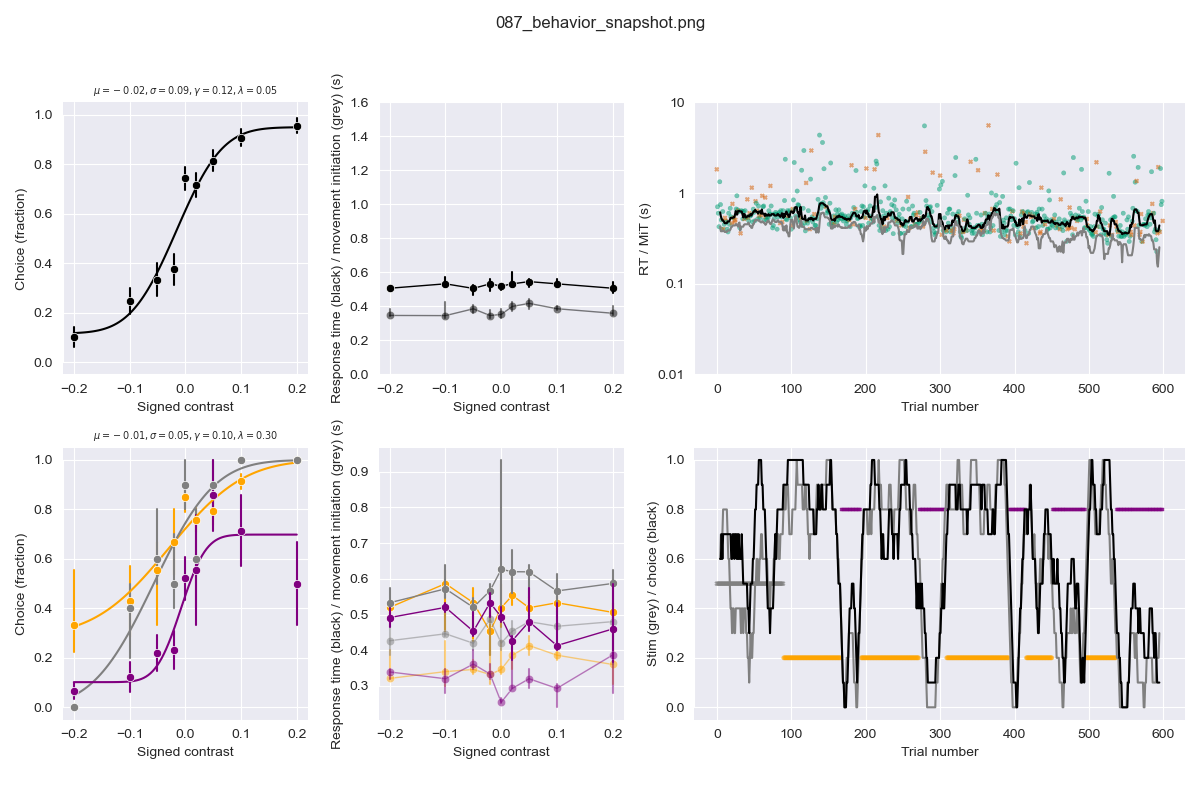 087_behavior_snapshot.png
μ = − 0.02, σ = 0.09, γ = 0.12, λ = 0.05
Choice (fraction)
1.0
0.8
0.6
0.4
0.2
0.0
−0.2 −0.1 0.0 0.1 0.2
Signed contrast
Response time (black) / movement initiation (grey) (s)
1.6
1.4
1.2
1.0
0.8
0.6
0.4
0.2
0.0
−0.2 −0.1 0.0 0.1 0.2
Signed contrast
RT / MiT (s)
10
1
0.1
0.01
0 100 200 300 400 500 600
Trial number
μ = − 0.01, σ = 0.05, γ = 0.10, λ = 0.30
Choice (fraction)
1.0
0.8
0.6
0.4
0.2
0.0
−0.2 −0.1 0.0 0.1 0.2
Signed contrast
Response time (black) / movement initiation (grey) (s)
0.9
0.8
0.7
0.6
0.5
0.4
0.3
−0.2 −0.1 0.0 0.1 0.2
Signed contrast
Stim (grey) / choice (black)
1.0
0.8
0.6
0.4
0.2
0.0
0 100 200 300 400 500 600
Trial number